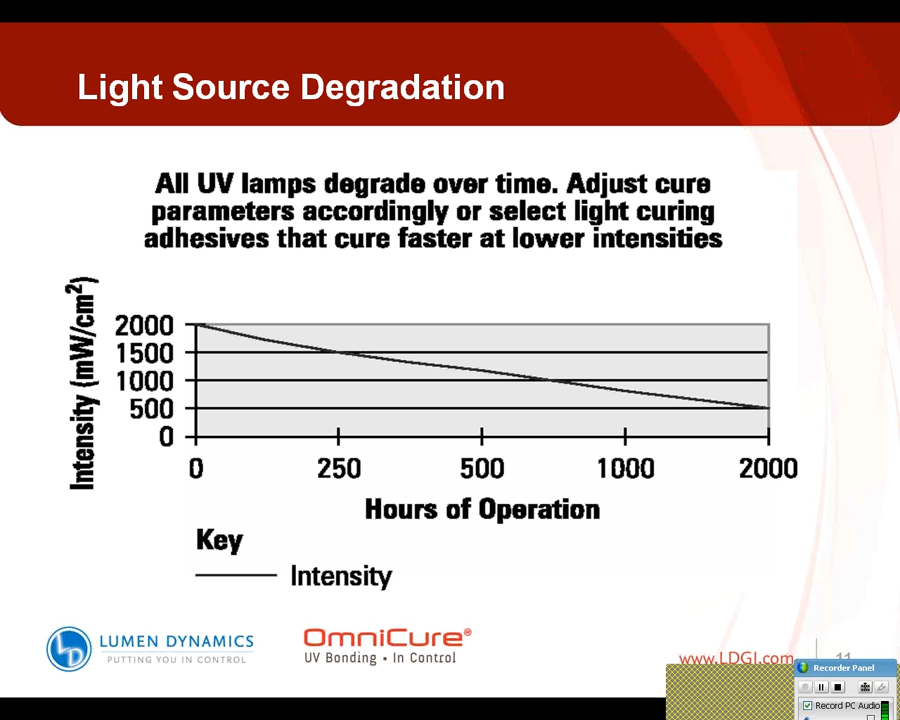 Light Source Degradation
All UV lamps degrade over time. Adjust cure
parameters accordingly or select light curing
adhesives that cure faster at lower intensities
Intensity (mW/cm²)
2000
1500
1000
500
0
0 250 500 1000 2000
Hours of Operation
Key
Intensity
LUMEN DYNAMICS
PUTTING YOU IN CONTROL
OmniCure®
UV Bonding • In Control
www.LDGI.com
11
Recorder Panel
Record PC Audio